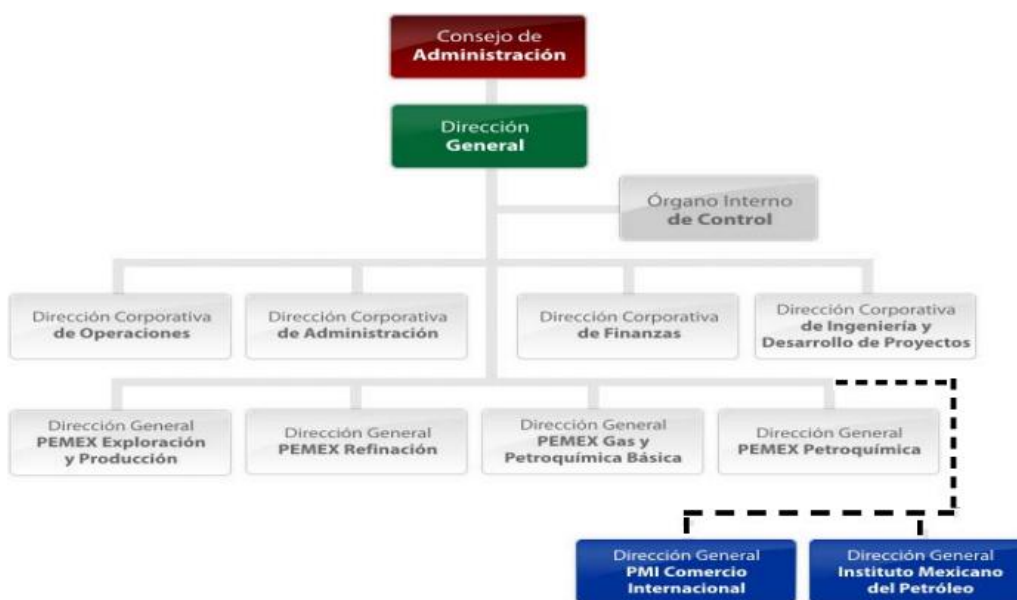 Consejo de
Administración
Dirección
General
Órgano Interno
de Control
Dirección Corporativa
de Operaciones
Dirección Corporativa
de Administración
Dirección Corporativa
de Finanzas
Dirección Corporativa
de Ingeniería y
Desarrollo de Proyectos
Dirección General
PEMEX Exploración
y Producción
Dirección General
PEMEX Refinación
Dirección General
PEMEX Gas y
Petroquímica Básica
Dirección General
PEMEX Petroquímica
Dirección General
PMI Comercio
Internacional
Dirección General
Instituto Mexicano
del Petróleo